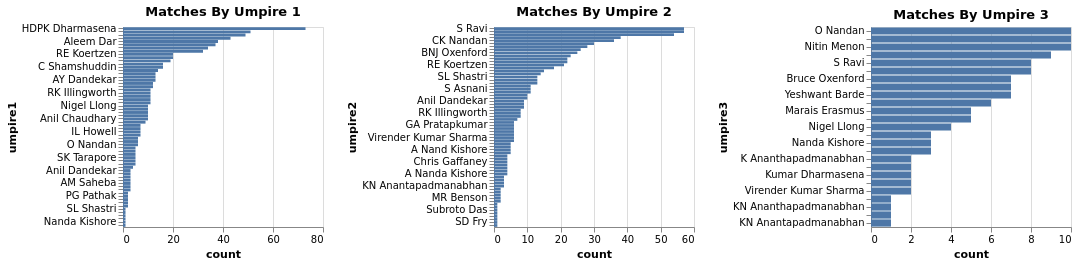 Matches By Umpire 1
umpire1
HDPK Dharmasena
Aleem Dar
RE Koertzen
C Shamshuddin
AY Dandekar
RK Illingworth
Nigel Llong
Anil Chaudhary
IL Howell
O Nandan
SK Tarapore
Anil Dandekar
AM Saheba
PG Pathak
SL Shastri
Nanda Kishore
0 20 40 60 80
count
Matches By Umpire 2
umpire2
S Ravi
CK Nandan
BNJ Oxenford
RE Koertzen
SL Shastri
S Asnani
Anil Dandekar
RK Illingworth
GA Pratapkumar
Virender Kumar Sharma
A Nand Kishore
Chris Gaffaney
A Nanda Kishore
KN Anantapadmanabhan
MR Benson
Subroto Das
SD Fry
0 10 20 30 40 50 60
count
Matches By Umpire 3
umpire3
O Nandan
Nitin Menon
S Ravi
Bruce Oxenford
Yeshwant Barde
Marais Erasmus
Nigel Llong
Nanda Kishore
K Ananthapadmanabhan
Kumar Dharmasena
Virender Kumar Sharma
KN Ananthapadmanabhan
KN Anantapadmanabhan
0 2 4 6 8 10
count